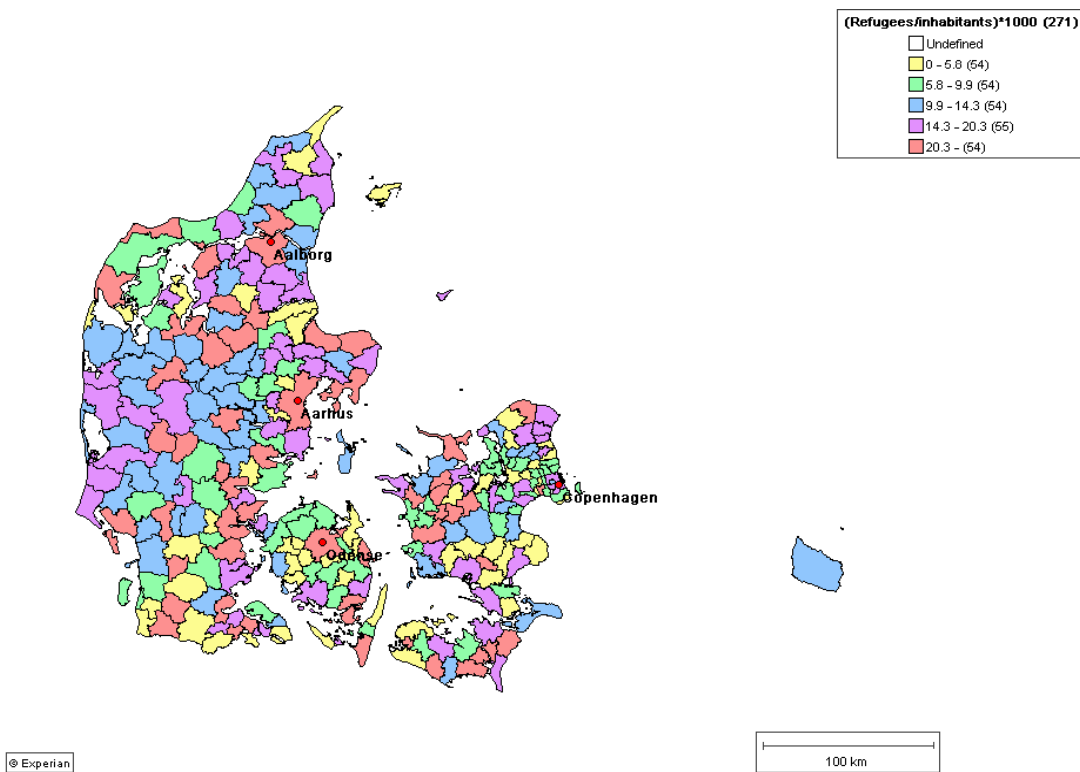 (Refugees/inhabitants)*1000 (271)
Undefined
0 - 5.8 (54)
5.8 - 9.9 (54)
9.9 - 14.3 (54)
14.3 - 20.3 (55)
20.3 - (54)
Aalborg
Aarhus
Copenhagen
Odense
100 km
© Experian